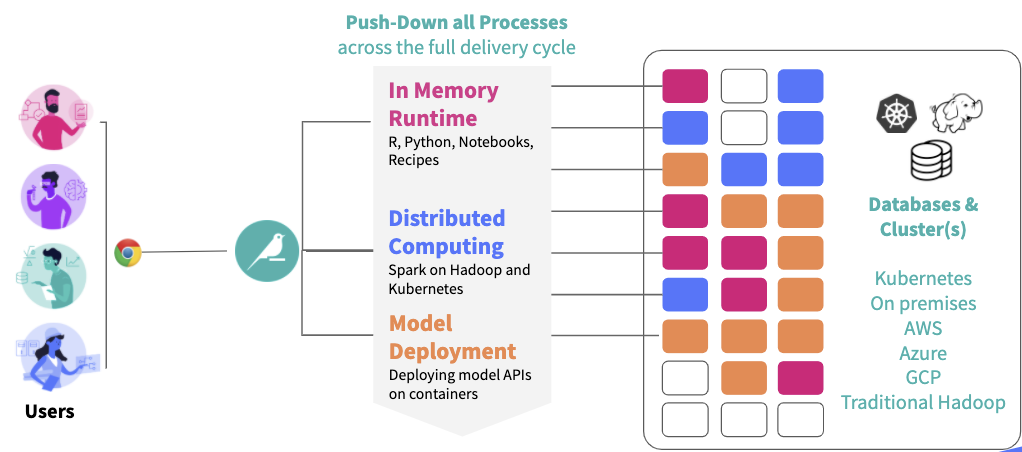 Push-Down all Processes
across the full delivery cycle
In Memory
Runtime
R, Python, Notebooks,
Recipes
Distributed
Computing
Spark on Hadoop and
Kubernetes
Model
Deployment
Deploying model APIs
on containers
Users
Databases &
Cluster(s)
Kubernetes
On premises
AWS
Azure
GCP
Traditional Hadoop